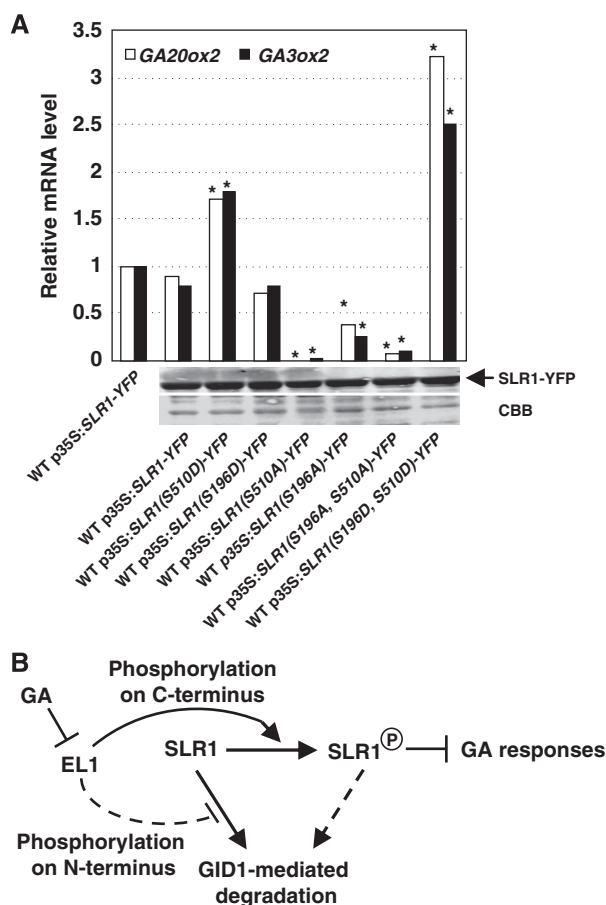 A
GA20ox2 GA3ox2
3.5
3
2.5
2
1.5
1
0.5
0
Relative mRNA level
* * * * * * * * * * *
SLR1-YFP
CBB
WT p35S:SLR1-YFP
WT p35S:SLR1-YFP
WT p35S:SLR1(S510D)-YFP
WT p35S:SLR1(S196D)-YFP
WT p35S:SLR1(S510A)-YFP
WT p35S:SLR1(S196A)-YFP
WT p35S:SLR1(S196A, S510A)-YFP
WT p35S:SLR1(S196D, S510D)-YFP
B
Phosphorylation
on C-terminus
GA
EL1
SLR1
SLR1 P
GA responses
Phosphorylation
on N-terminus
GID1-mediated
degradation